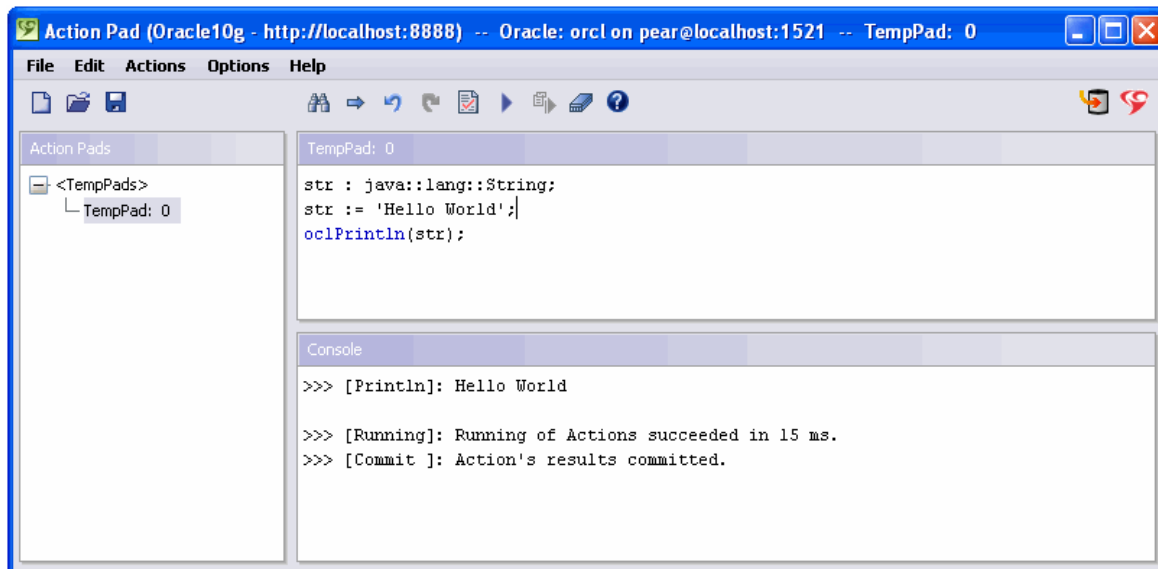 Action Pad (Oracle10g - http://localhost:8888) -- Oracle: orcl on pear@localhost:1521 -- TempPad: 0
File Edit Actions Options Help
Action Pads
<TempPads>
TempPad: 0
TempPad: 0
str : java::lang::String;
str := 'Hello World';
oclPrintln(str);
Console
>>> [Println]: Hello World
>>> [Running]: Running of Actions succeeded in 15 ms.
>>> [Commit ]: Action's results committed.